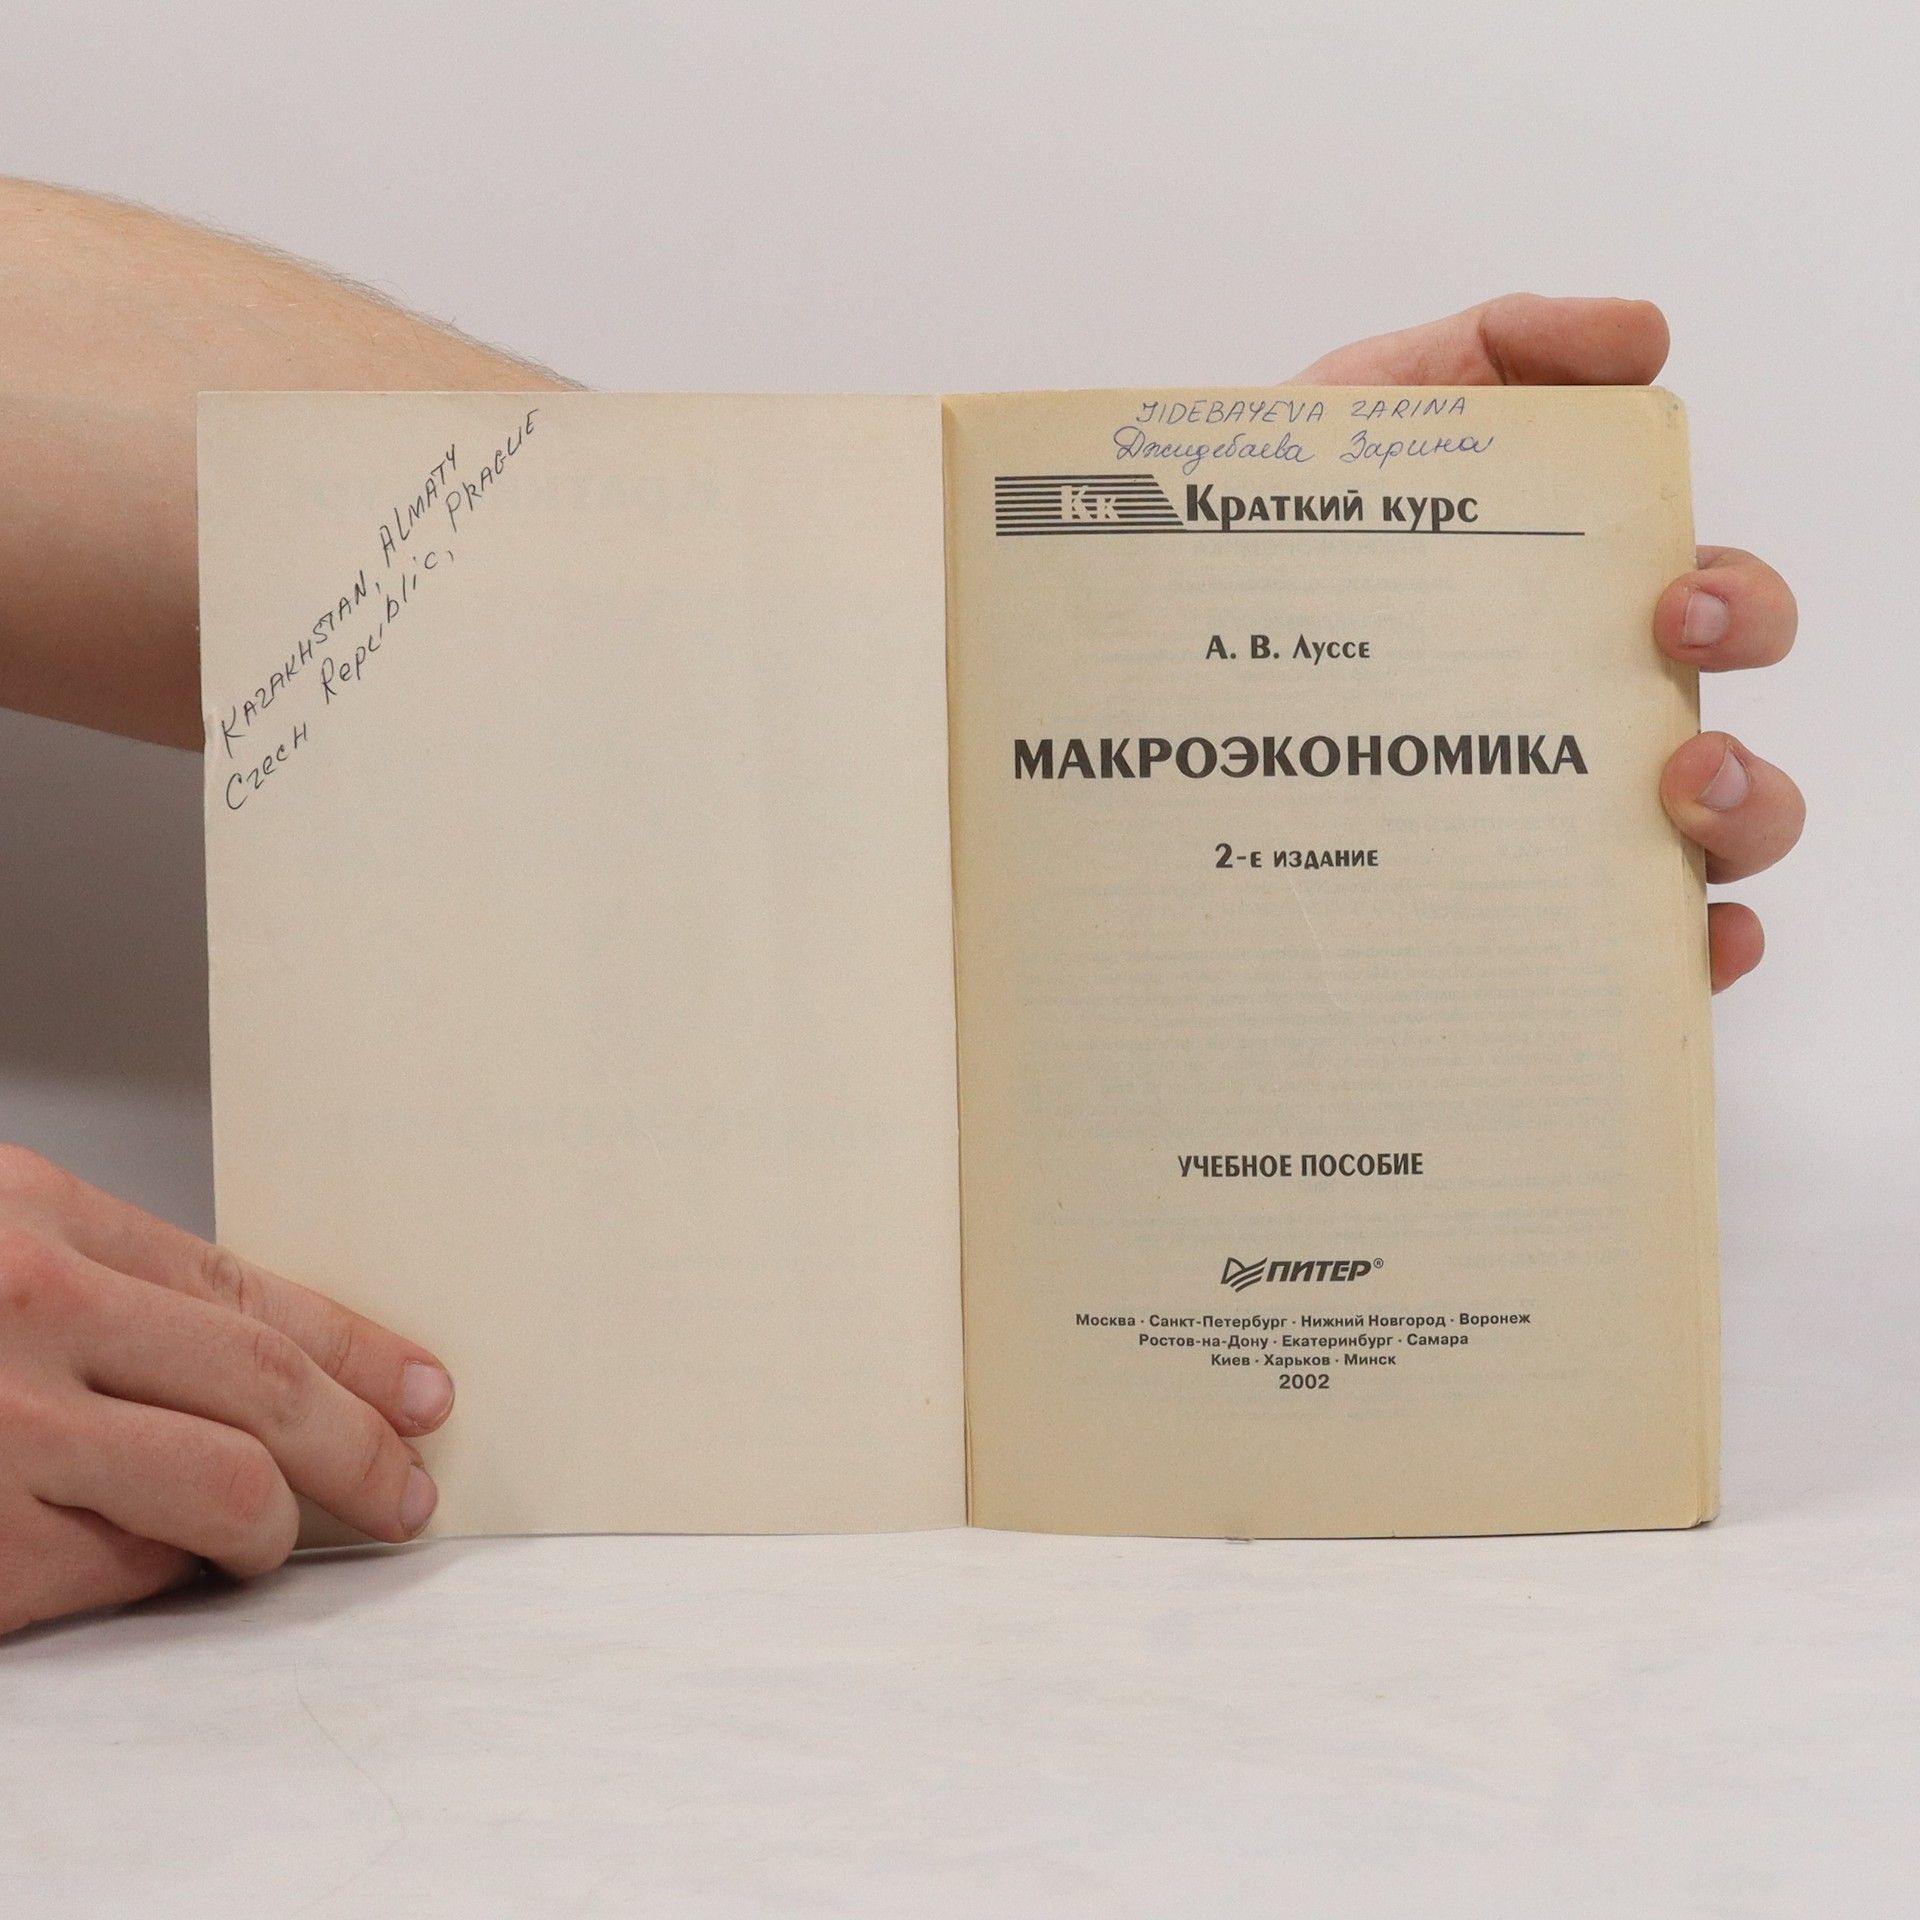 KAZAKHSTAN, ALMATY
Czech Republic, PRAGUE
JIDEBAYEVA ZARINA
Джидебаева Зарина
Кк Краткий курс
А. В. Луссе
МАКРОЭКОНОМИКА
2-е издание
УЧЕБНОЕ ПОСОБИЕ
ПИТЕР®
Москва · Санкт-Петербург · Нижний Новгород · Воронеж
Ростов-на-Дону · Екатеринбург · Самара
Киев · Харьков · Минск
2002